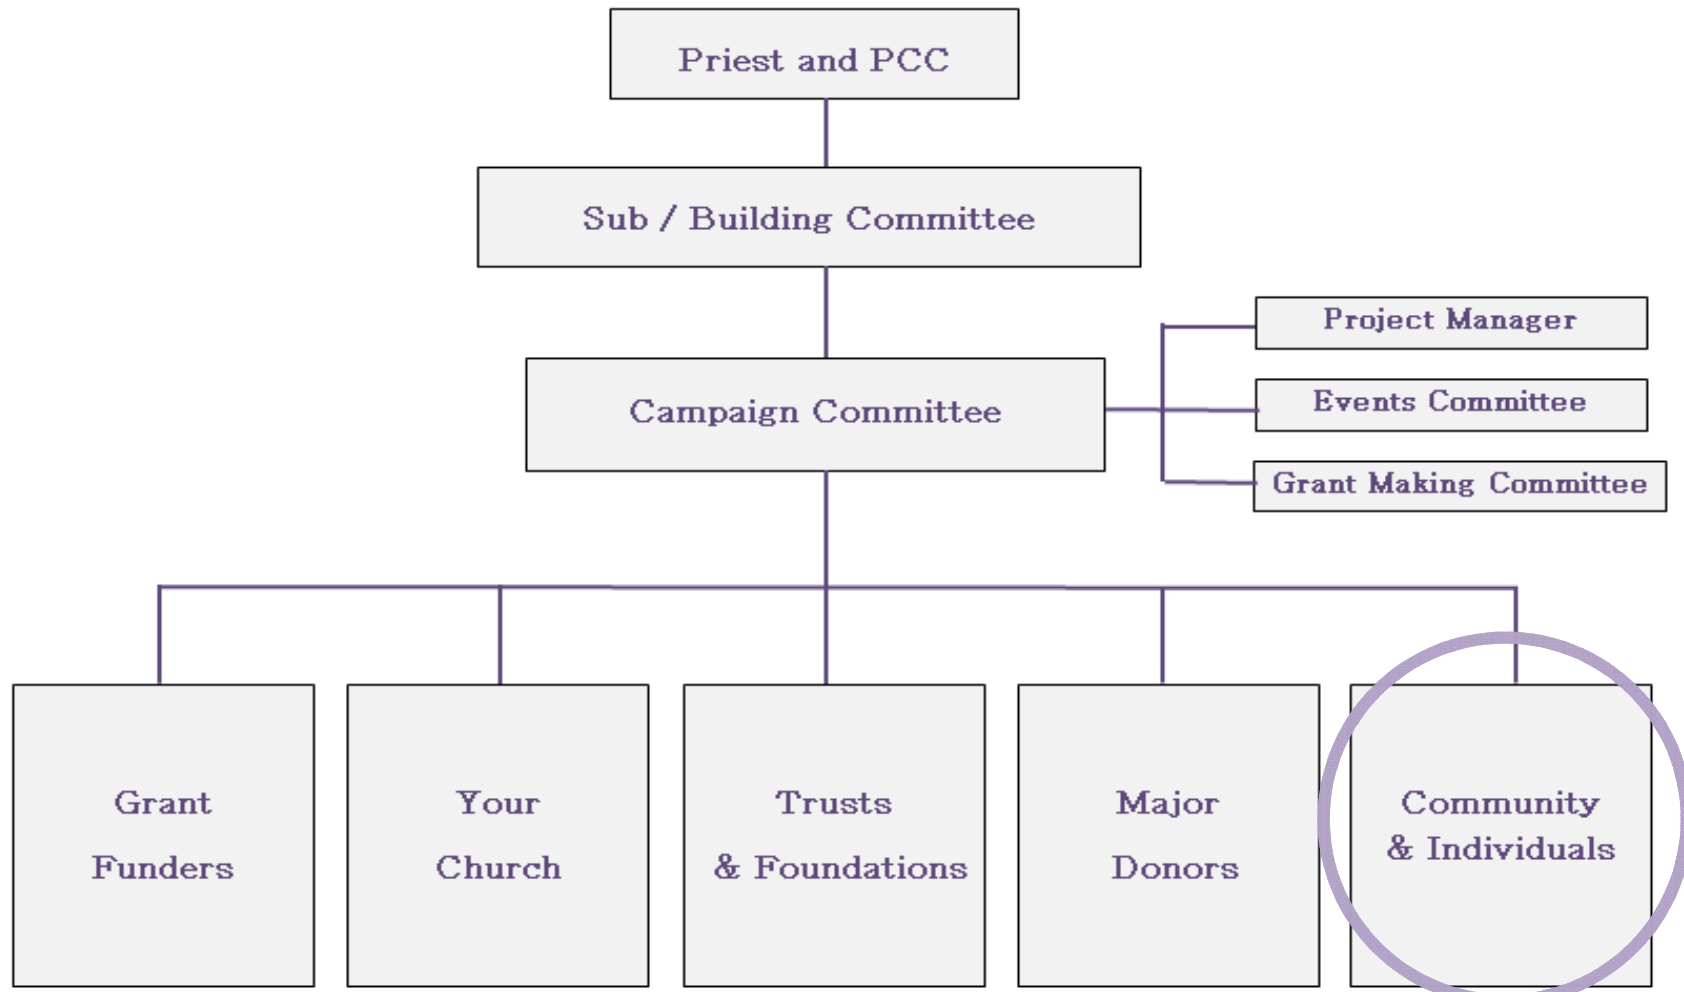 Priest and PCC
Sub / Building Committee
Project Manager
Events Committee
Campaign Committee
Grant Making Committee
Grant
Funders
Your
Church
Trusts
& Foundations
Major
Donors
Community
& Individuals